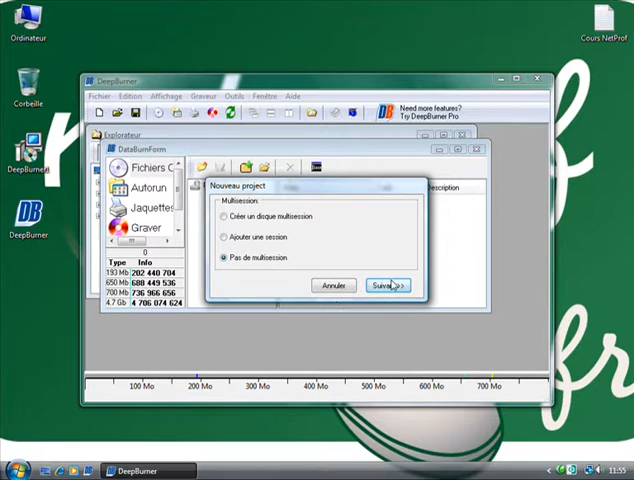 Ordinateur
Cours NetProf
Corbeille
DeepBurner
DeepBurner
Fichier Edition Affichage Graveur Outils Fenêtre Aide
Need more features?
Try DeepBurner Pro
Explorateur
DataBurnForm
Fichiers C
Autorun
Jaquettes
Graver
Description
Nouveau project
Multisession:
Créer un disque multisession
Ajouter une session
Pas de multisession
Annuler
0
Type Info
193 Mb 202 440 704
650 Mb 688 449 536
700 Mb 736 966 656
4.7 Gb 4 706 074 624
100 Mo 200 Mo 300 Mo 400 Mo 500 Mo 600 Mo 700 Mo
DeepBurner
11:55